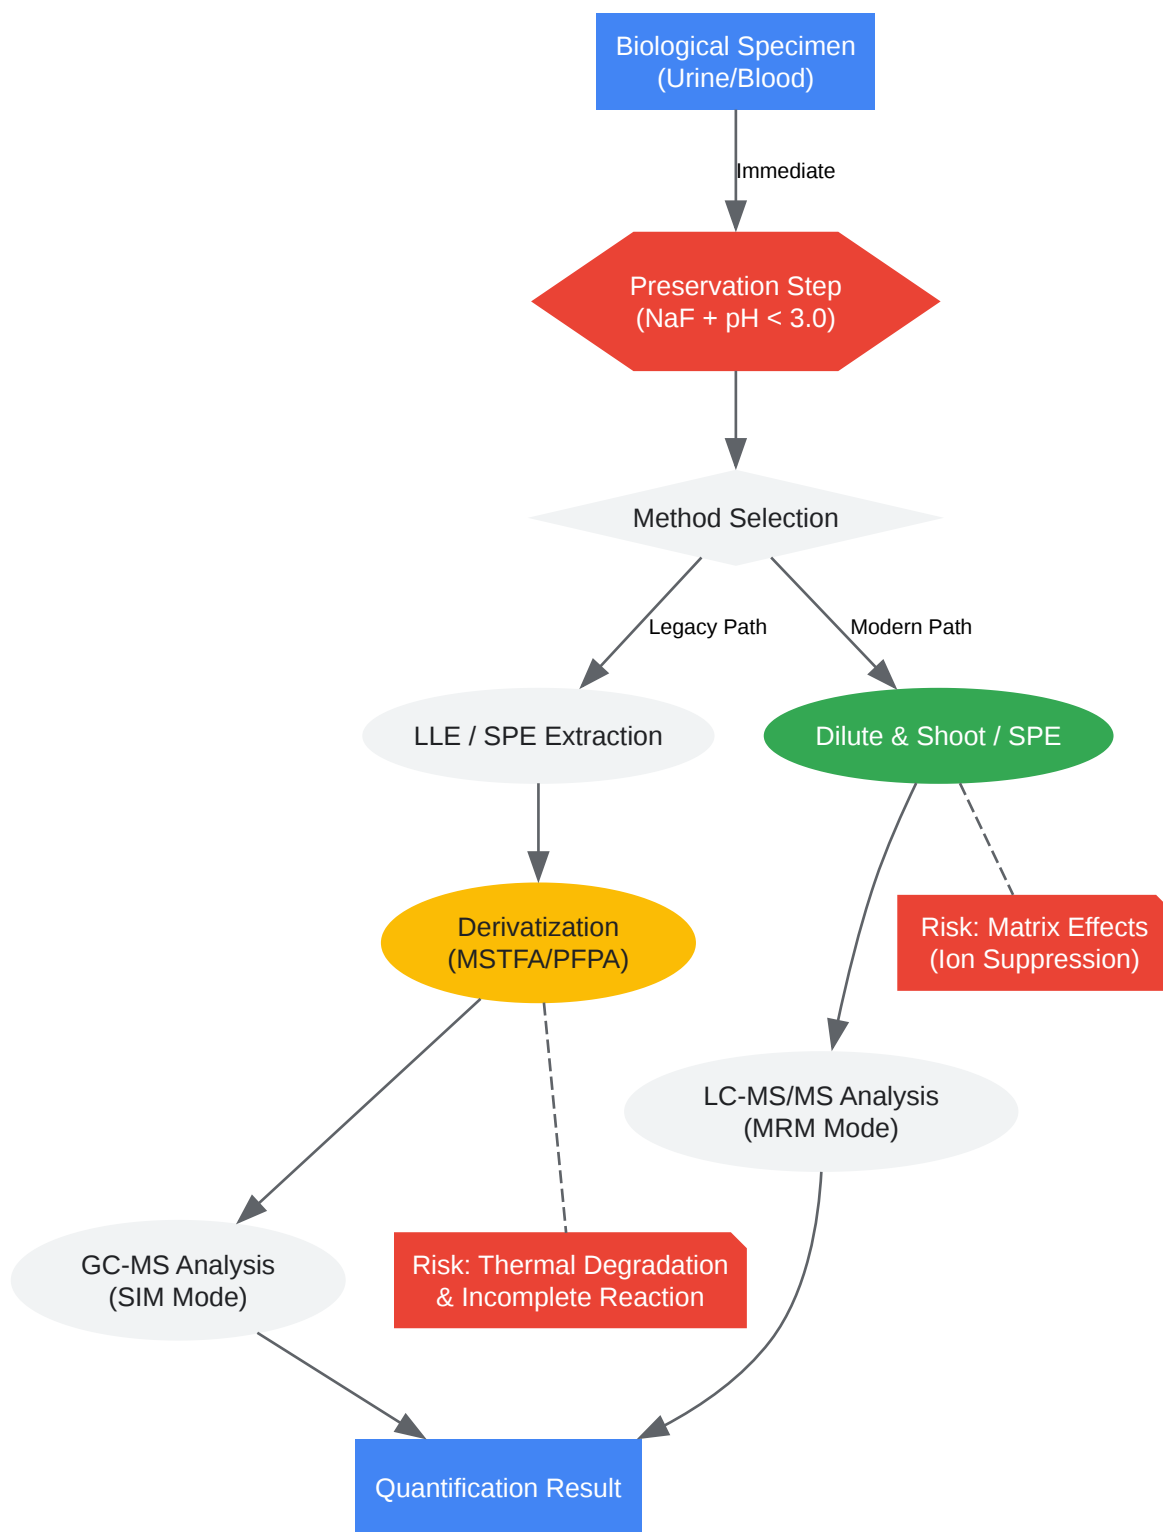 Biological Specimen
(Urine/Blood)
Immediate
Preservation Step
(NaF + pH < 3.0)
Method Selection
Legacy Path
Modern Path
LLE / SPE Extraction
Dilute & Shoot / SPE
Derivatization
(MSTFA/PFPA)
Risk: Matrix Effects
(Ion Suppression)
LC-MS/MS Analysis
(MRM Mode)
GC-MS Analysis
(SIM Mode)
Risk: Thermal Degradation
& Incomplete Reaction
Quantification Result